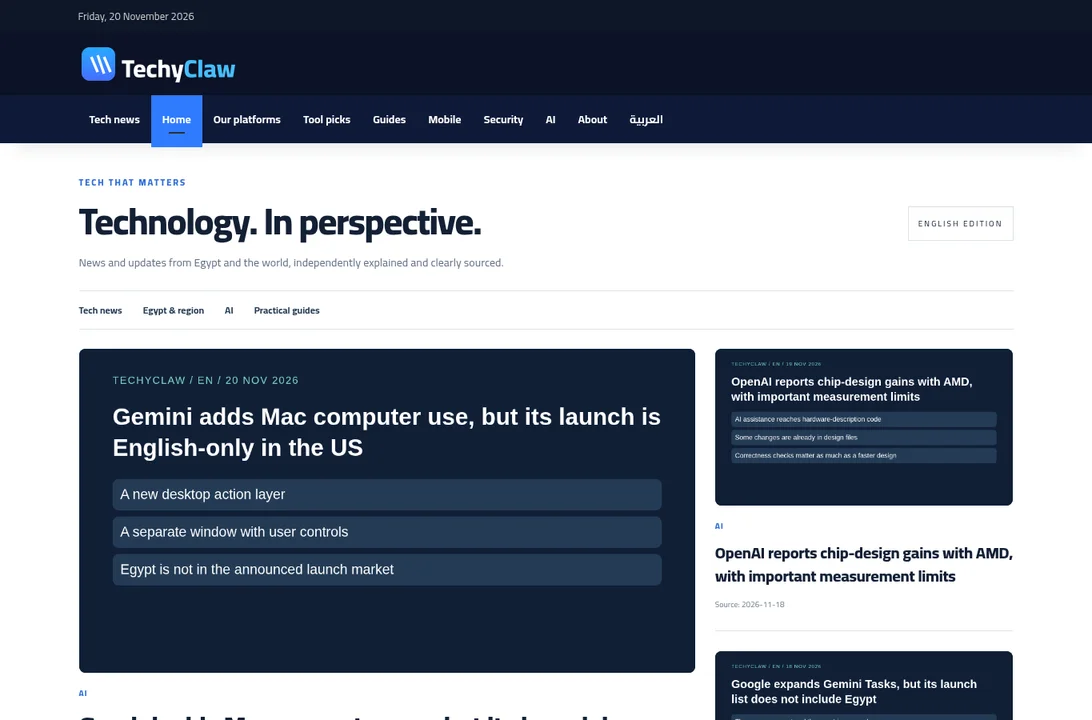 Friday, 20 November 2026
TechyClaw
Tech news Home Our platforms Tool picks Guides Mobile Security AI About العربية
TECH THAT MATTERS
Technology. In perspective.
ENGLISH EDITION
News and updates from Egypt and the world, independently explained and clearly sourced.
Tech news Egypt & region AI Practical guides
TECHYCLAW / EN / 20 NOV 2026
Gemini adds Mac computer use, but its launch is
English-only in the US
A new desktop action layer
A separate window with user controls
Egypt is not in the announced launch market
AI
TECHYCLAW / EN / 18 NOV 2026
OpenAI reports chip-design gains with AMD,
with important measurement limits
AI assistance reaches hardware-description code
Some changes are already in design files
Correctness checks matter as much as a faster design
AI
OpenAI reports chip-design gains with AMD,
with important measurement limits
Source: 2026-11-18
TECHYCLAW / EN / 18 NOV 2026
Google expands Gemini Tasks, but its launch
list does not include Egypt